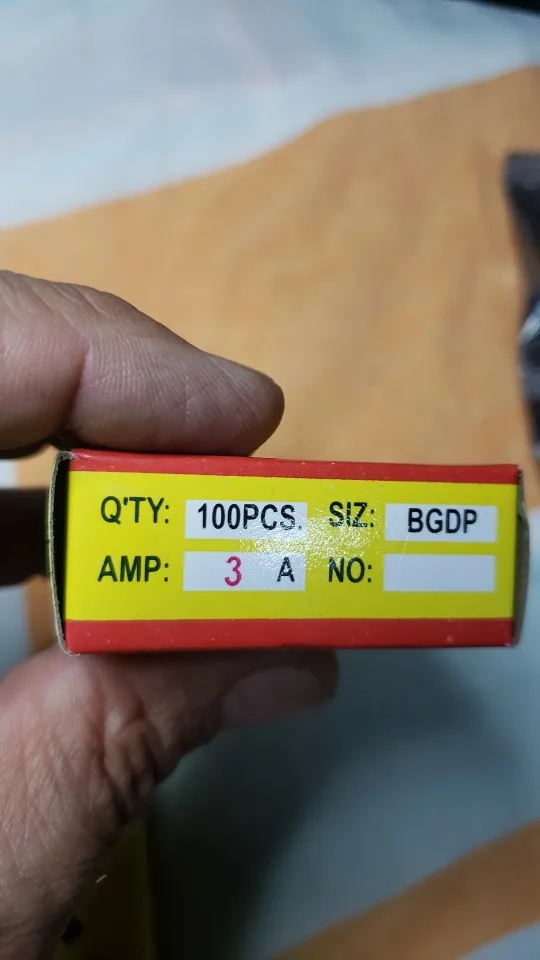 Q'TY: 100PCS. SIZ: BGDP
AMP: 3 A NO: